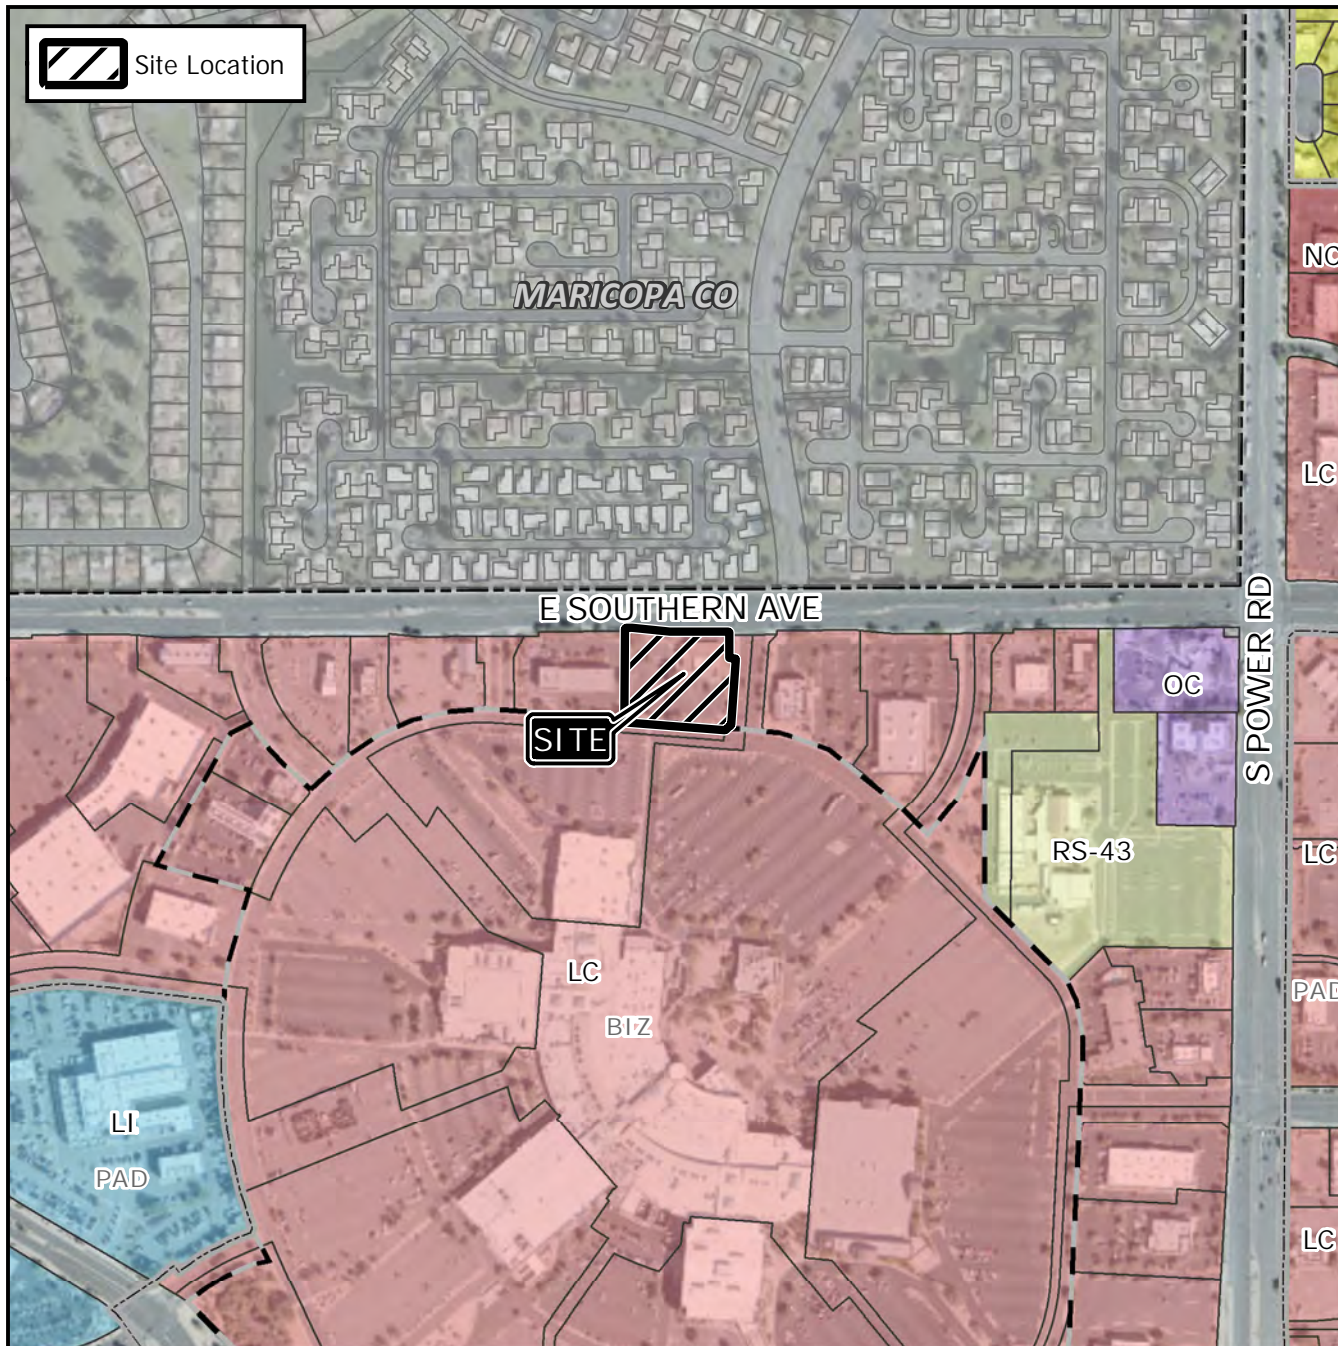 Site Location
NC
MARICOPA CO
LC
E SOUTHERN AVE
S POWER RD
OC
SITE
RS-43
LC
LC
BIZ
PAD
LI
PAD
LC